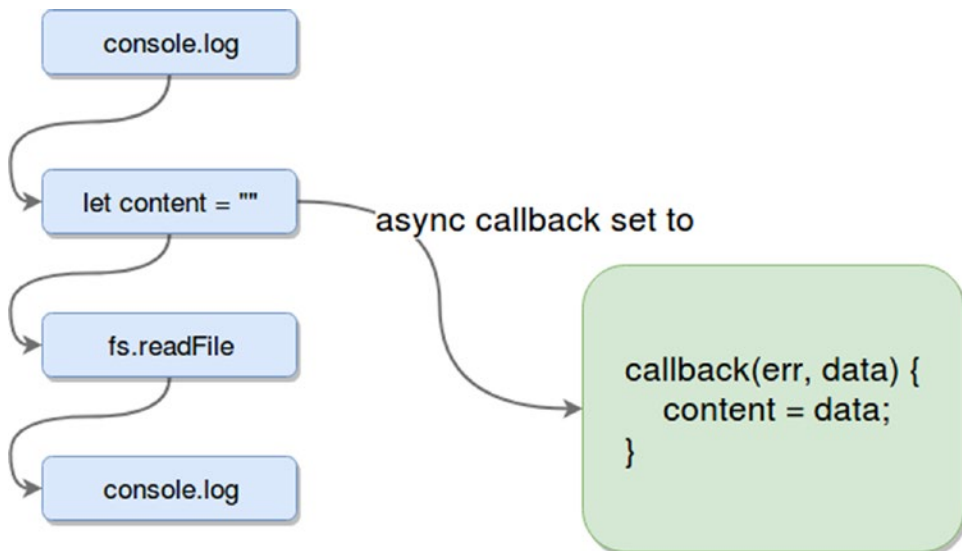 console.log
let content = ""
async callback set to
fs.readFile
callback(err, data) {
content = data;
}
console.log